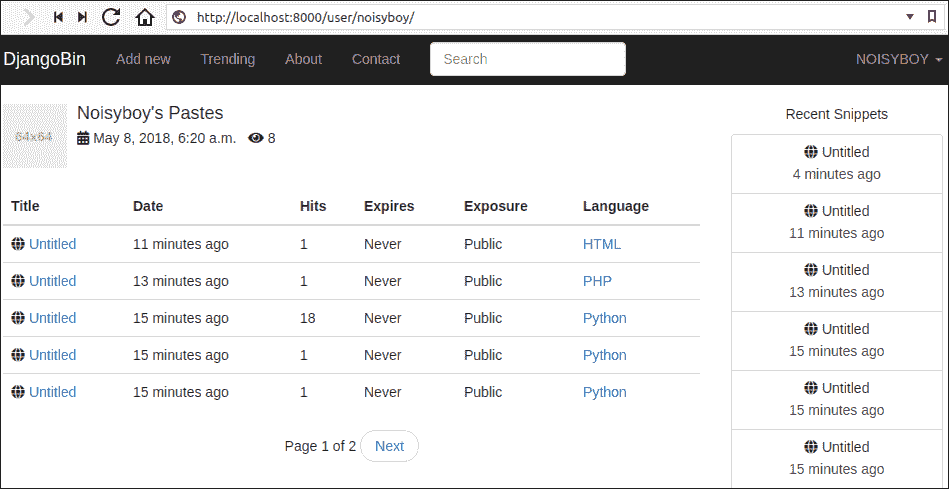 http://localhost:8000/user/noisyboy/
DjangoBin Add new Trending About Contact Search NOISYBOY
64x64
Noisyboy's Pastes
May 8, 2018, 6:20 a.m. 8
Title Date Hits Expires Exposure Language
Untitled 11 minutes ago 1 Never Public HTML
Untitled 13 minutes ago 1 Never Public PHP
Untitled 15 minutes ago 18 Never Public Python
Untitled 15 minutes ago 1 Never Public Python
Untitled 15 minutes ago 1 Never Public Python
Page 1 of 2 Next
Recent Snippets
Untitled
4 minutes ago
Untitled
11 minutes ago
Untitled
13 minutes ago
Untitled
15 minutes ago
Untitled
15 minutes ago
Untitled
15 minutes ago